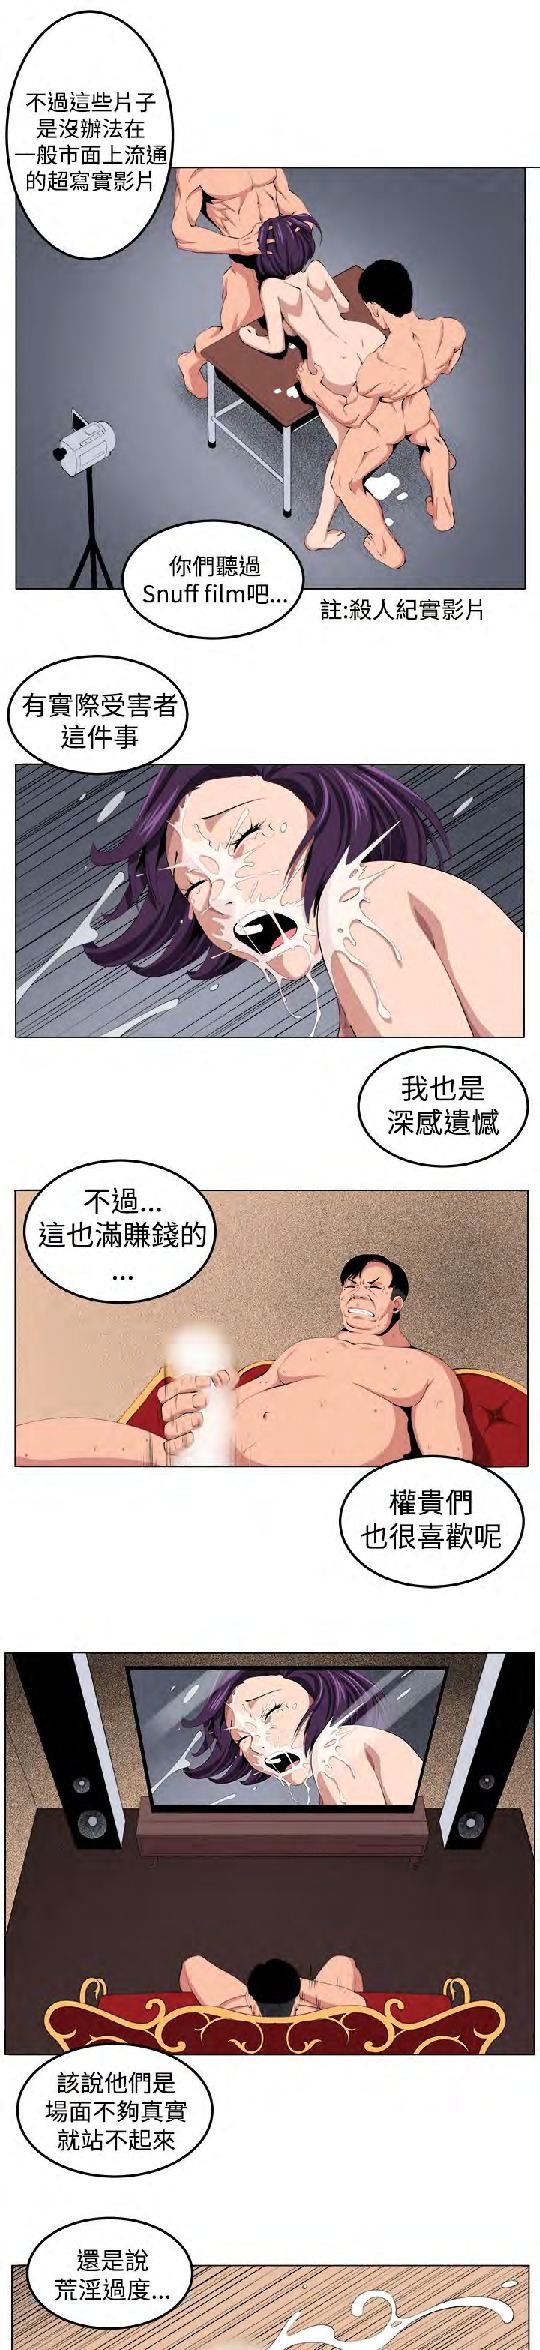 不過這些片子
是沒辦法在
一般市面上流通
的超寫實影片
你們聽過
Snuff film吧...
註:殺人紀實影片
有實際受害者
這件事
我也是
深感遺憾
不過...
這也滿賺錢的
...
權貴們
也很喜歡呢
該說他們是
場面不夠真實
就站不起來
還是說
荒淫過度...